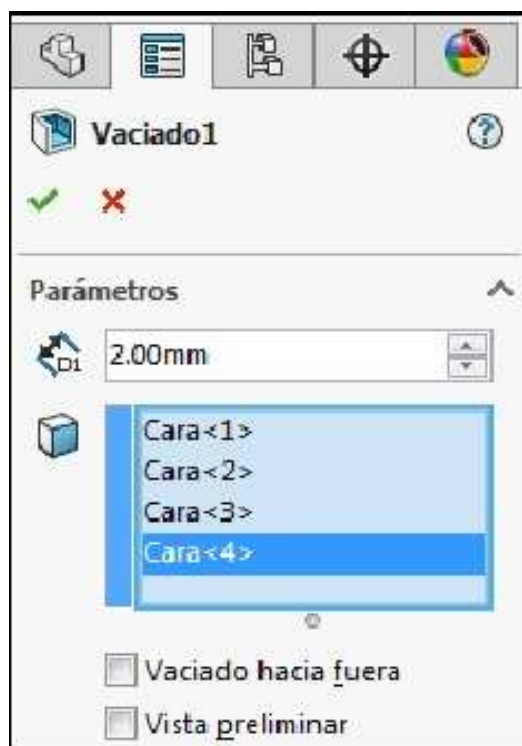 Vaciado1
Parámetros
D1 2.00mm
Cara<1>
Cara<2>
Cara<3>
Cara<4>
Vaciado hacia fuera
Vista preliminar